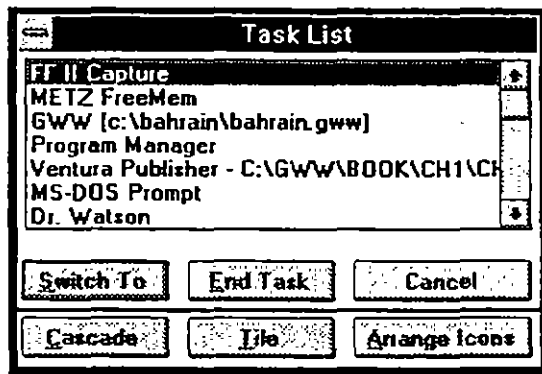 Task List
FF II Capture
METZ FreeMem
GWW [c:\bahrain\bahrain.gww]
Program Manager
Ventura Publisher - C:\GWW\BOOK\CH1\CH
MS-DOS Prompt
Dr. Watson
Switch To End Task Cancel
Cascade Tile Arrange Icons